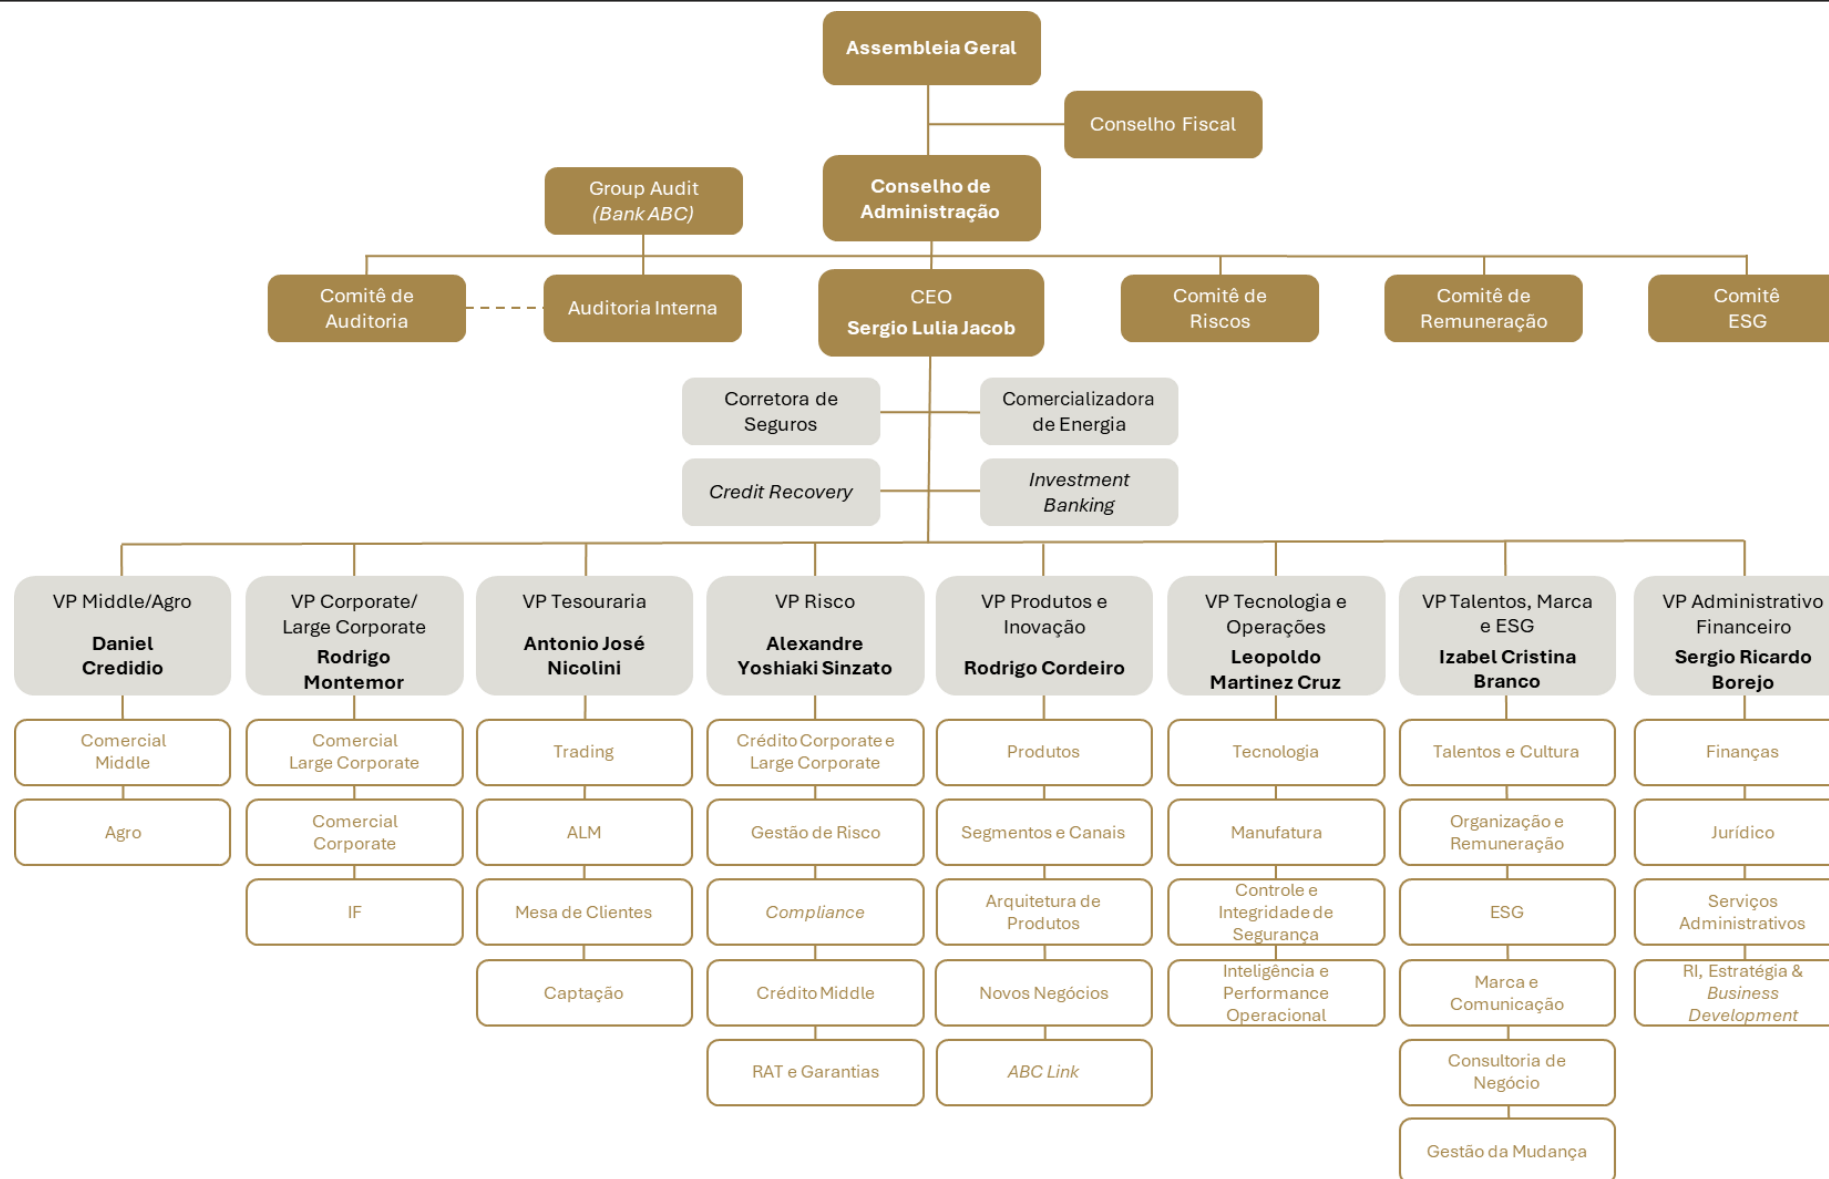 Assembleia Geral
Conselho Fiscal
Group Audit
(Bank ABC)
Conselho de
Administração
Comitê de
Auditoria
Auditoria Interna
CEO
Sergio Lulia Jacob
Comitê de
Riscos
Comitê de
Remuneração
Comitê
ESG
Corretora de
Seguros
Comercializadora
de Energia
Credit Recovery
Investment
Banking
VP Middle/Agro
Daniel
Credidio
VP Corporate/
Large Corporate
Rodrigo
Montemor
VP Tesouraria
Antonio José
Nicolini
VP Risco
Alexandre
Yoshiaki Sinzato
VP Produtos e
Inovação
Rodrigo Cordeiro
VP Tecnologia e
Operações
Leopoldo
Martinez Cruz
VP Talentos, Marca
e ESG
Izabel Cristina
Branco
VP Administrativo
Financeiro
Sergio Ricardo
Borejo
Comercial
Middle
Agro
Comercial
Large Corporate
Comercial
Corporate
IF
Trading
ALM
Mesa de Clientes
Captação
Crédito Corporate e
Large Corporate
Gestão de Risco
Compliance
Crédito Middle
RAT e Garantias
Produtos
Segmentos e Canais
Arquitetura de
Produtos
Novos Negócios
ABC Link
Tecnologia
Manufatura
Controle e
Integridade de
Segurança
Inteligência e
Performance
Operacional
Talentos e Cultura
Organização e
Remuneração
ESG
Marca e
Comunicação
Consultoria de
Negócio
Gestão da Mudança
Finanças
Jurídico
Serviços
Administrativos
RI, Estratégia &
Business
Development